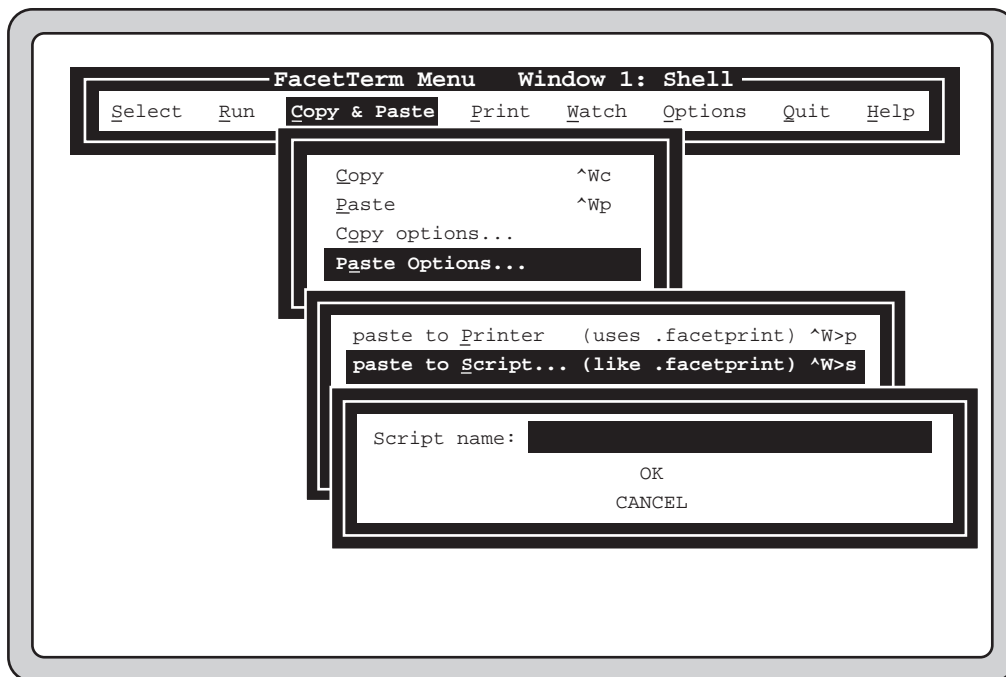 FacetTerm Menu Window 1: Shell
Select Run Copy & Paste Print Watch Options Quit Help
Copy ^Wc
Paste ^Wp
Copy options...
Paste Options...
paste to Printer (uses .facetprint) ^W>p
paste to Script... (like .facetprint) ^W>s
Script name:
OK
CANCEL